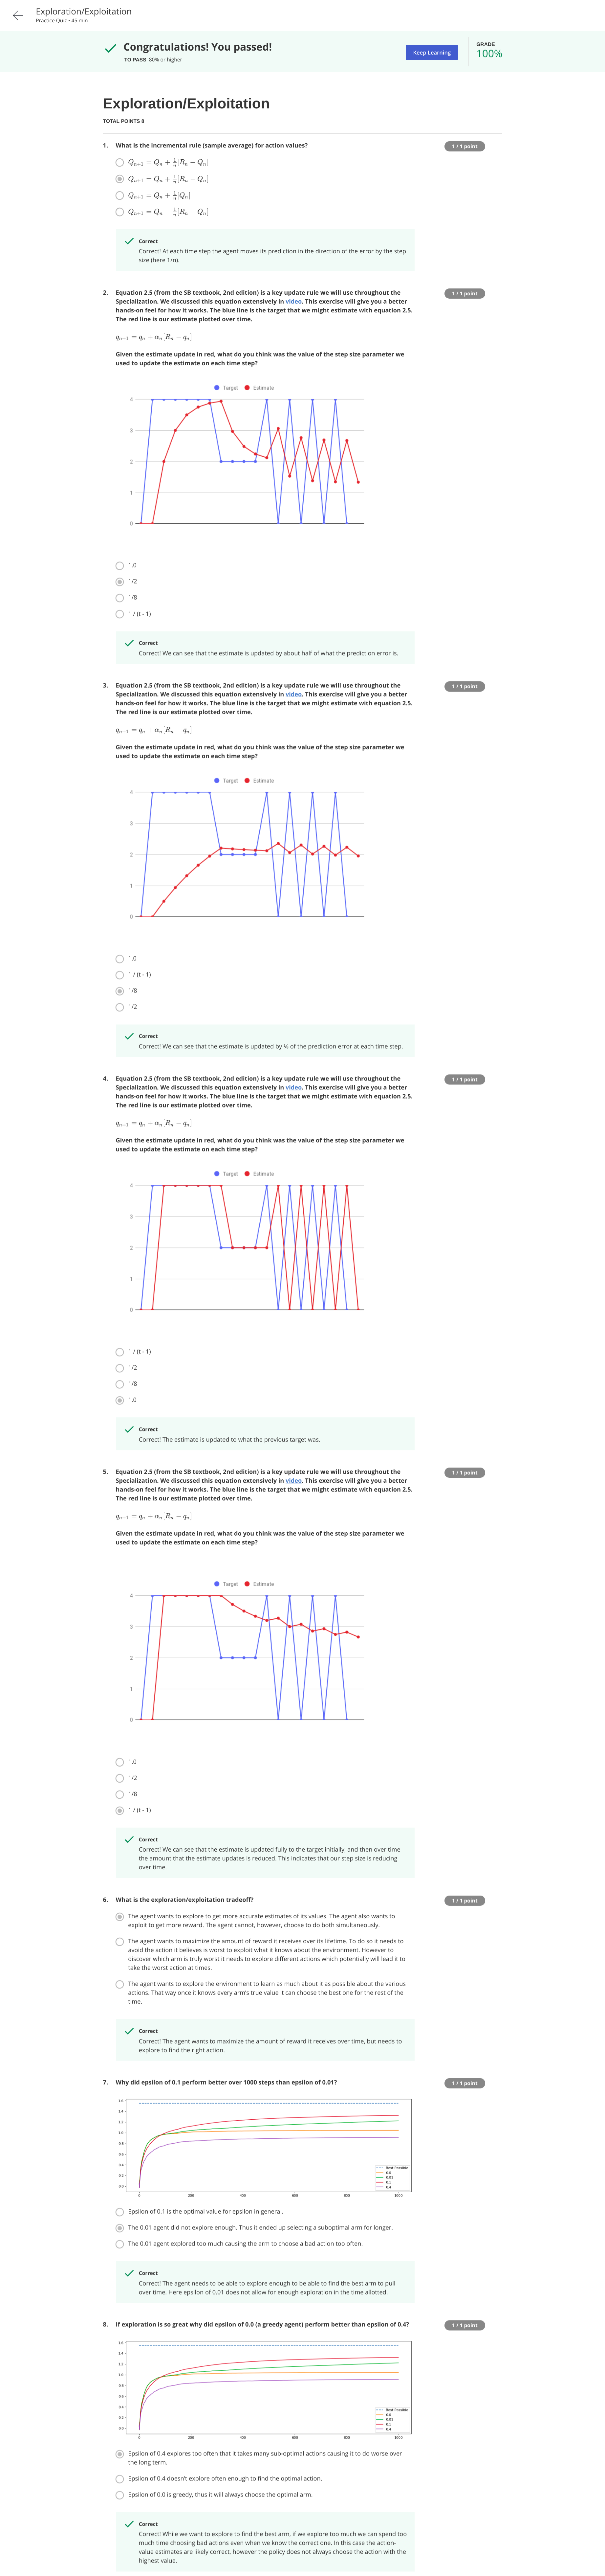 Exploration/Exploitation
Practice Quiz • 45 min
Congratulations! You passed!
TO PASS 80% or higher
Keep Learning
GRADE
100%
Exploration/Exploitation
TOTAL POINTS 8
1. What is the incremental rule (sample average) for action values?
1 / 1 point
Qₙ₊₁ = Qₙ + 1/n[Rₙ + Qₙ]
Qₙ₊₁ = Qₙ + 1/n[Rₙ − Qₙ]
Qₙ₊₁ = Qₙ + 1/n[Qₙ]
Qₙ₊₁ = Qₙ − 1/n[Rₙ − Qₙ]
Correct
Correct! At each time step the agent moves its prediction in the direction of the error by the step
size (here 1/n).
2. Equation 2.5 (from the SB textbook, 2nd edition) is a key update rule we will use throughout the
Specialization. We discussed this equation extensively in video. This exercise will give you a better
hands-on feel for how it works. The blue line is the target that we might estimate with equation 2.5.
The red line is our estimate plotted over time.
1 / 1 point
qₙ₊₁ = qₙ + αₙ[Rₙ − qₙ]
Given the estimate update in red, what do you think was the value of the step size parameter we
used to update the estimate on each time step?
Target Estimate
4
3
2
1
0
1.0
1/2
1/8
1 / (t - 1)
Correct
Correct! We can see that the estimate is updated by about half of what the prediction error is.
3. Equation 2.5 (from the SB textbook, 2nd edition) is a key update rule we will use throughout the
Specialization. We discussed this equation extensively in video. This exercise will give you a better
hands-on feel for how it works. The blue line is the target that we might estimate with equation 2.5.
The red line is our estimate plotted over time.
1 / 1 point
qₙ₊₁ = qₙ + αₙ[Rₙ − qₙ]
Given the estimate update in red, what do you think was the value of the step size parameter we
used to update the estimate on each time step?
Target Estimate
4
3
2
1
0
1.0
1 / (t - 1)
1/8
1/2
Correct
Correct! We can see that the estimate is updated by ⅛ of the prediction error at each time step.
4. Equation 2.5 (from the SB textbook, 2nd edition) is a key update rule we will use throughout the
Specialization. We discussed this equation extensively in video. This exercise will give you a better
hands-on feel for how it works. The blue line is the target that we might estimate with equation 2.5.
The red line is our estimate plotted over time.
1 / 1 point
qₙ₊₁ = qₙ + αₙ[Rₙ − qₙ]
Given the estimate update in red, what do you think was the value of the step size parameter we
used to update the estimate on each time step?
Target Estimate
4
3
2
1
0
1 / (t - 1)
1/2
1/8
1.0
Correct
Correct! The estimate is updated to what the previous target was.
5. Equation 2.5 (from the SB textbook, 2nd edition) is a key update rule we will use throughout the
Specialization. We discussed this equation extensively in video. This exercise will give you a better
hands-on feel for how it works. The blue line is the target that we might estimate with equation 2.5.
The red line is our estimate plotted over time.
1 / 1 point
qₙ₊₁ = qₙ + αₙ[Rₙ − qₙ]
Given the estimate update in red, what do you think was the value of the step size parameter we
used to update the estimate on each time step?
Target Estimate
4
3
2
1
0
1.0
1/2
1/8
1 / (t - 1)
Correct
Correct! We can see that the estimate is updated fully to the target initially, and then over time
the amount that the estimate updates is reduced. This indicates that our step size is reducing
over time.
6. What is the exploration/exploitation tradeoff?
1 / 1 point
The agent wants to explore to get more accurate estimates of its values. The agent also wants to
exploit to get more reward. The agent cannot, however, choose to do both simultaneously.
The agent wants to maximize the amount of reward it receives over its lifetime. To do so it needs to
avoid the action it believes is worst to exploit what it knows about the environment. However to
discover which arm is truly worst it needs to explore different actions which potentially will lead it to
take the worst action at times.
The agent wants to explore the environment to learn as much about it as possible about the various
actions. That way once it knows every arm's true value it can choose the best one for the rest of the
time.
Correct
Correct! The agent wants to maximize the amount of reward it receives over time, but needs to
explore to find the right action.
7. Why did epsilon of 0.1 perform better over 1000 steps than epsilon of 0.01?
1 / 1 point
1.6
1.4
1.2
1.0
0.8
0.6
0.4
0.2
0.0
Best Possible
0.0
0.01
0.1
0.4
0 200 400 600 800 1000
Epsilon of 0.1 is the optimal value for epsilon in general.
The 0.01 agent did not explore enough. Thus it ended up selecting a suboptimal arm for longer.
The 0.01 agent explored too much causing the arm to choose a bad action too often.
Correct
Correct! The agent needs to be able to explore enough to be able to find the best arm to pull
over time. Here epsilon of 0.01 does not allow for enough exploration in the time allotted.
8. If exploration is so great why did epsilon of 0.0 (a greedy agent) perform better than epsilon of 0.4?
1 / 1 point
1.6
1.4
1.2
1.0
0.8
0.6
0.4
0.2
0.0
Best Possible
0.0
0.01
0.1
0.4
0 200 400 600 800 1000
Epsilon of 0.4 explores too often that it takes many sub-optimal actions causing it to do worse over
the long term.
Epsilon of 0.4 doesn't explore often enough to find the optimal action.
Epsilon of 0.0 is greedy, thus it will always choose the optimal arm.
Correct
Correct! While we want to explore to find the best arm, if we explore too much we can spend too
much time choosing bad actions even when we know the correct one. In this case the action-
value estimates are likely correct, however the policy does not always choose the action with the
highest value.